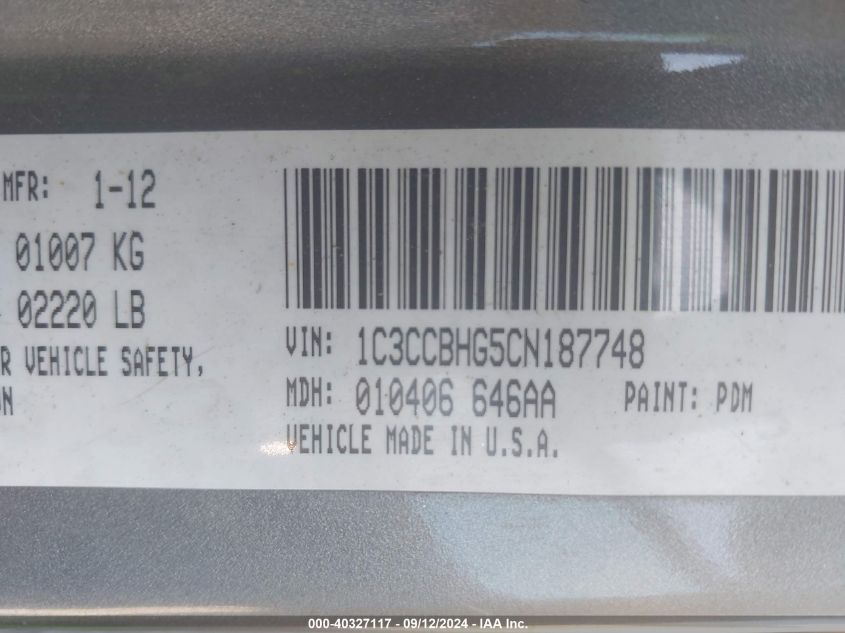 MFR: 1-12
01007 KG
02220 LB
R VEHICLE SAFETY,
ON
VIN: 1C3CCBHG5CN187748
MDH: 010406 646AA PAINT: PDM
VEHICLE MADE IN U.S.A.
000-40327117 - 09/12/2024 - IAA Inc.